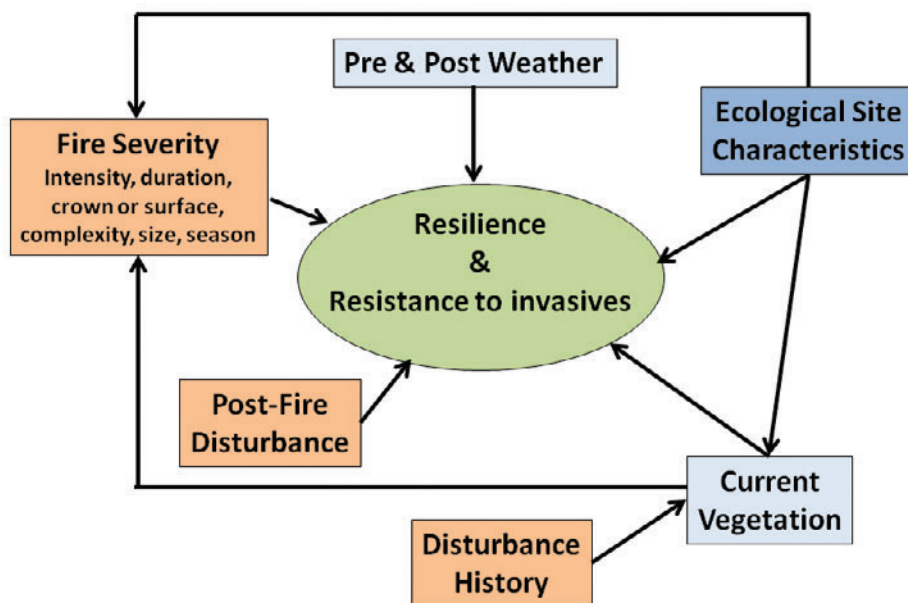 Pre & Post Weather
Ecological Site
Characteristics
Fire Severity
Intensity, duration,
crown or surface,
complexity, size, season
Resilience
&
Resistance to invasives
Post-Fire
Disturbance
Current
Vegetation
Disturbance
History